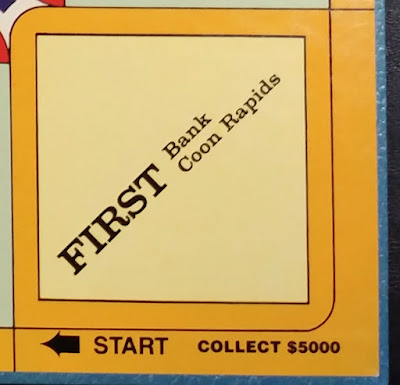 FIRST Bank
Coon Rapids
START COLLECT $5000